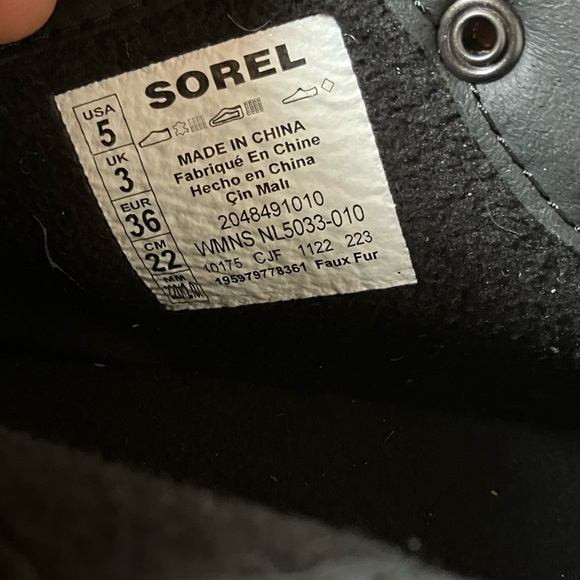 SOREL
USA
5
UK
3
EUR
36
CM
22
MM
MADE IN CHINA
Fabriqué En Chine
Hecho en China
Çin Malı
2048491010
WMNS NL5033-010
10175 CJF 1122 223
195979778361 Faux Fur